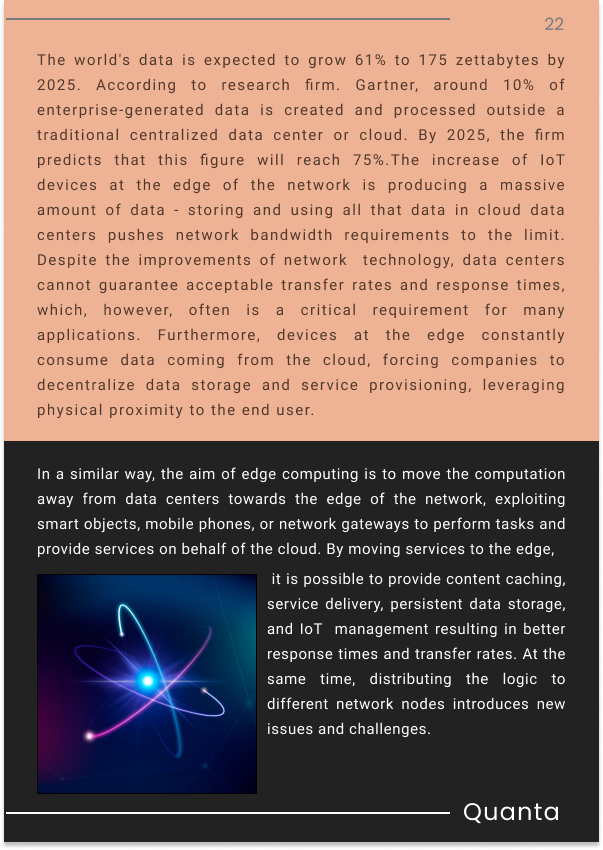 22
The world's data is expected to grow 61% to 175 zettabytes by
2025. According to research firm. Gartner, around 10% of
enterprise-generated data is created and processed outside a
traditional centralized data center or cloud. By 2025, the firm
predicts that this figure will reach 75%.The increase of IoT
devices at the edge of the network is producing a massive
amount of data - storing and using all that data in cloud data
centers pushes network bandwidth requirements to the limit.
Despite the improvements of network technology, data centers
cannot guarantee acceptable transfer rates and response times,
which, however, often is a critical requirement for many
applications. Furthermore, devices at the edge constantly
consume data coming from the cloud, forcing companies to
decentralize data storage and service provisioning, leveraging
physical proximity to the end user.
In a similar way, the aim of edge computing is to move the computation
away from data centers towards the edge of the network, exploiting
smart objects, mobile phones, or network gateways to perform tasks and
provide services on behalf of the cloud. By moving services to the edge,
it is possible to provide content caching,
service delivery, persistent data storage,
and IoT management resulting in better
response times and transfer rates. At the
same time, distributing the logic to
different network nodes introduces new
issues and challenges.
Quanta